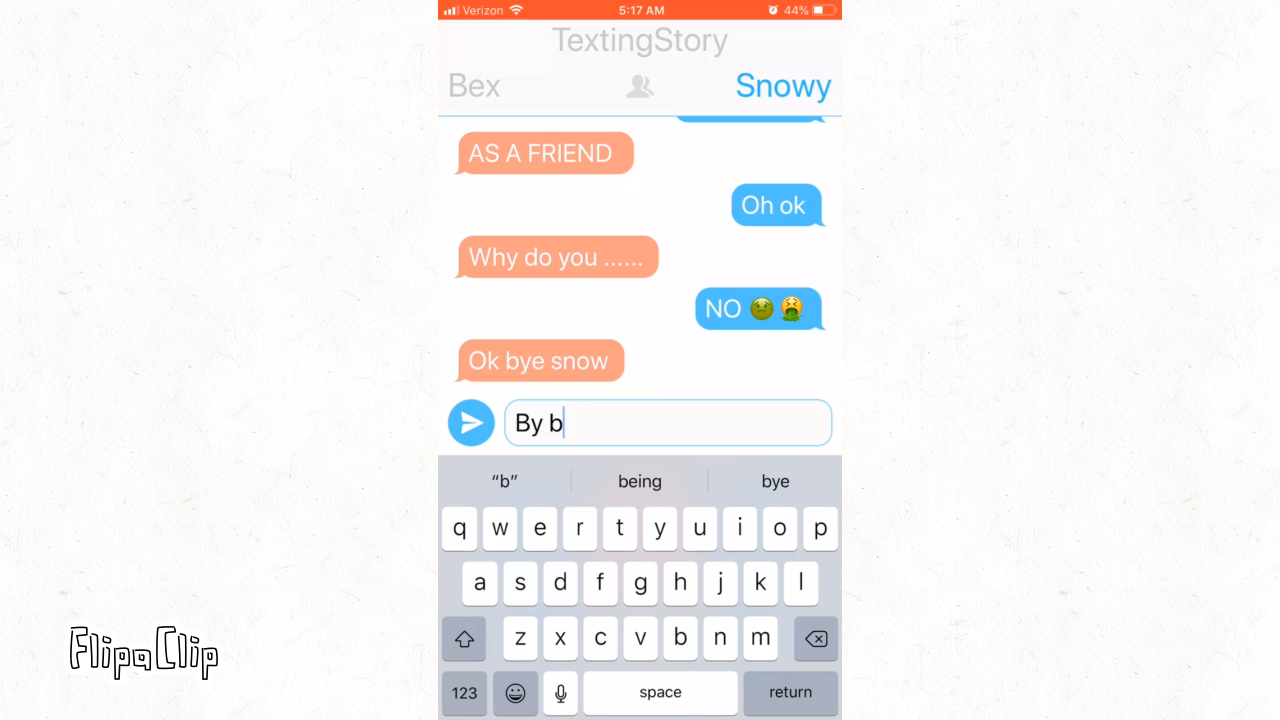 Verizon 5:17 AM 44%
TextingStory
Bex Snowy
AS A FRIEND
Oh ok
Why do you ......
NO 🤢 🤮
Ok bye snow
By b
“b” being bye
q w e r t y u i o p
a s d f g h j k l
z x c v b n m
123 space return
FlipaClip